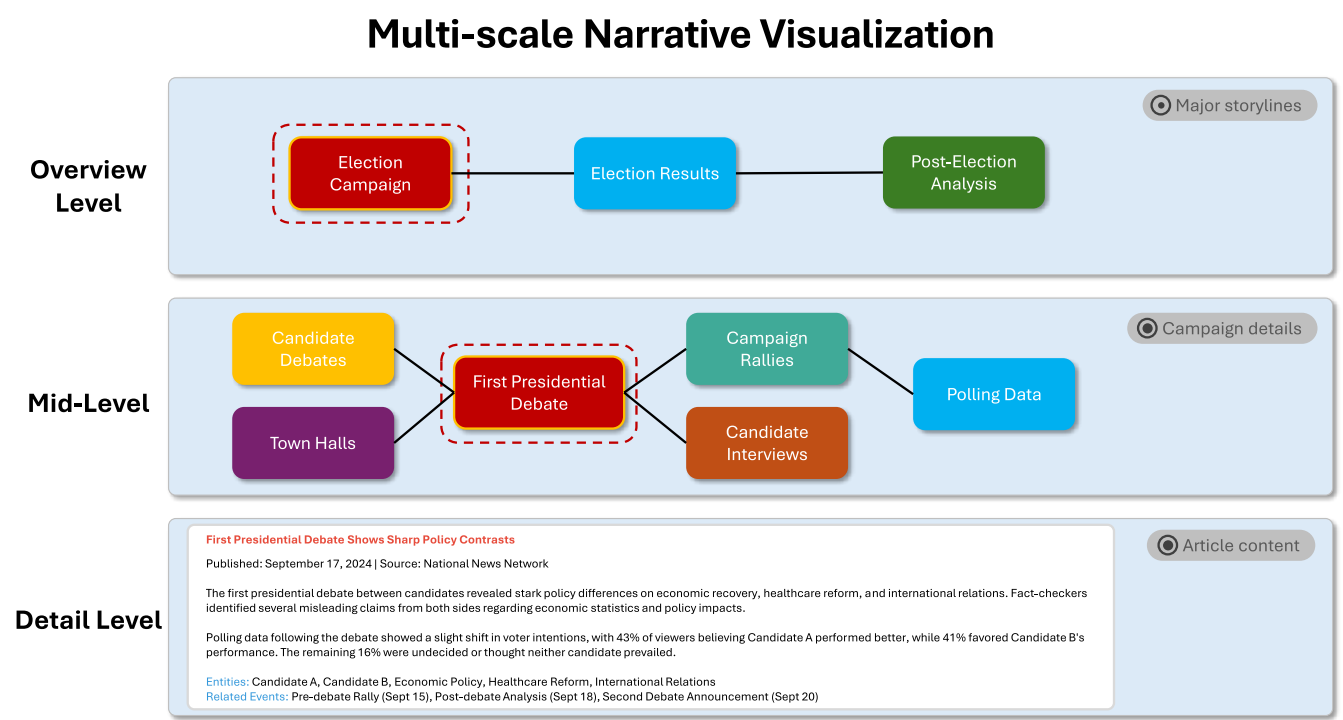 Multi-scale Narrative Visualization
Overview
Level
Major storylines
Election
Campaign
Election Results
Post-Election
Analysis
Mid-Level
Campaign details
Candidate
Debates
Town Halls
First Presidential
Debate
Campaign
Rallies
Candidate
Interviews
Polling Data
Detail Level
Article content
First Presidential Debate Shows Sharp Policy Contrasts
Published: September 17, 2024 | Source: National News Network
The first presidential debate between candidates revealed stark policy differences on economic recovery, healthcare reform, and international relations. Fact-checkers
identified several misleading claims from both sides regarding economic statistics and policy impacts.
Polling data following the debate showed a slight shift in voter intentions, with 43% of viewers believing Candidate A performed better, while 41% favored Candidate B's
performance. The remaining 16% were undecided or thought neither candidate prevailed.
Entities: Candidate A, Candidate B, Economic Policy, Healthcare Reform, International Relations
Related Events: Pre-debate Rally (Sept 15), Post-debate Analysis (Sept 18), Second Debate Announcement (Sept 20)